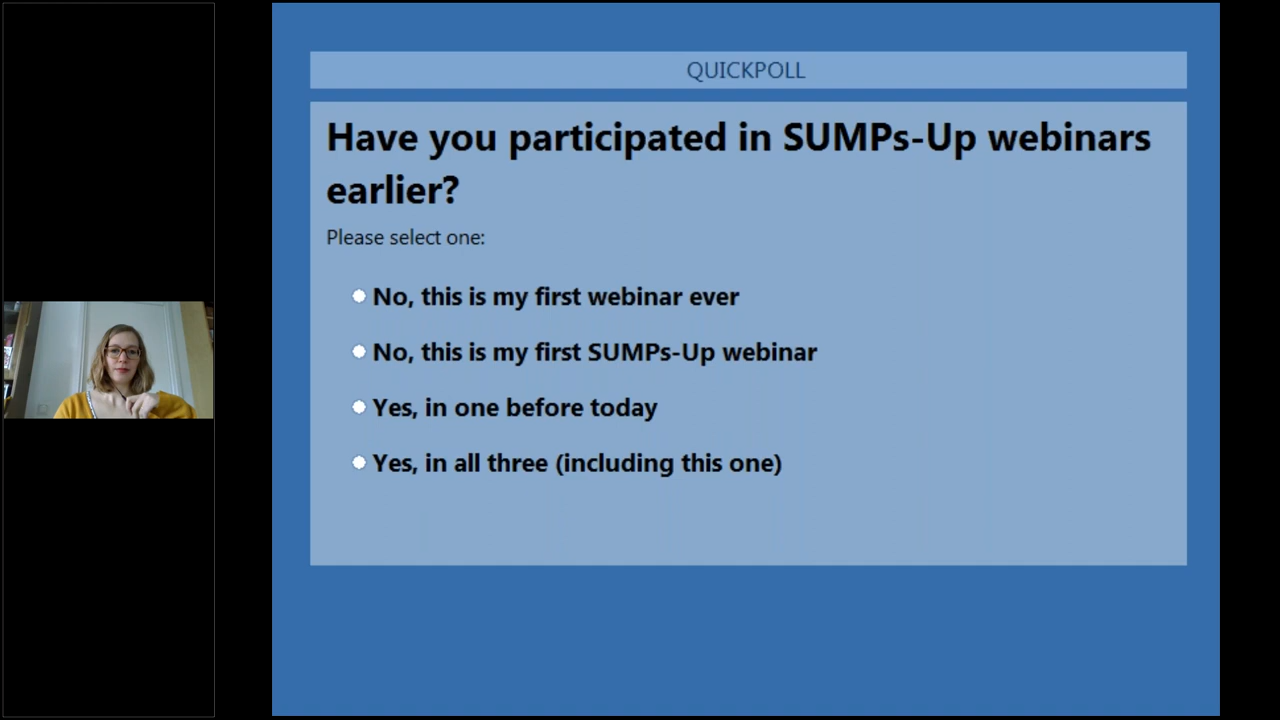 QUICKPOLL
Have you participated in SUMPs-Up webinars
earlier?
Please select one:
No, this is my first webinar ever
No, this is my first SUMPs-Up webinar
Yes, in one before today
Yes, in all three (including this one)